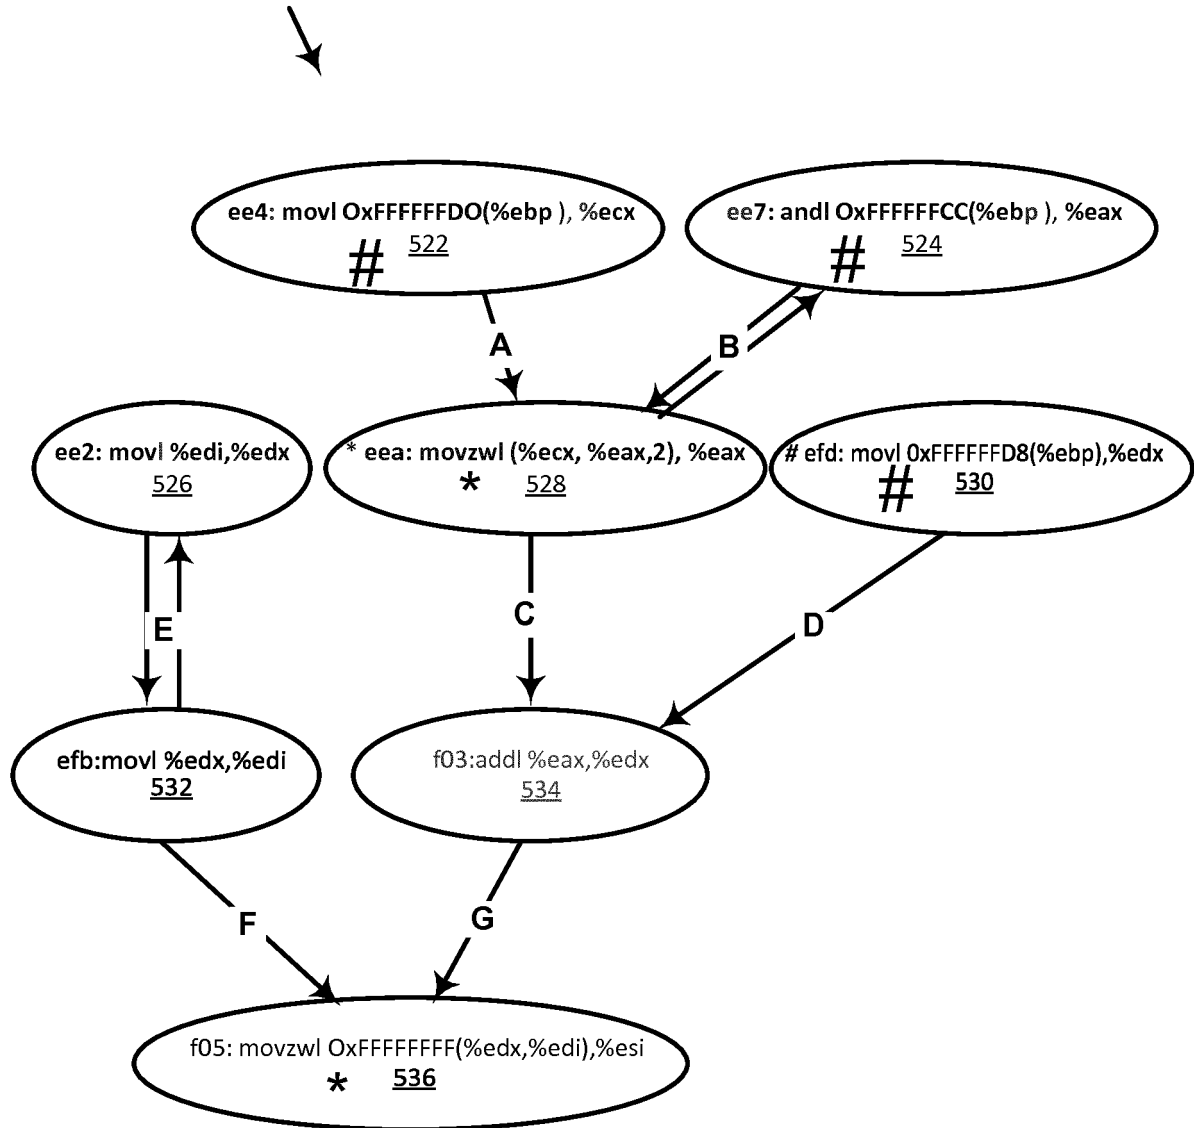 ee4: movl OxFFFFFFDO(%ebp ), %ecx
522
#
ee7: andl OxFFFFFFCC(%ebp ), %eax
524
#
A
B
ee2: movl %edi,%edx
526
* eea: movzwl (%ecx, %eax,2), %eax
* 528
# efd: movl 0xFFFFFFD8(%ebp),%edx
# 530
E
C
D
efb:movl %edx,%edi
532
f03:addl %eax,%edx
534
F
G
f05: movzwl OxFFFFFFFF(%edx,%edi),%esi
* 536